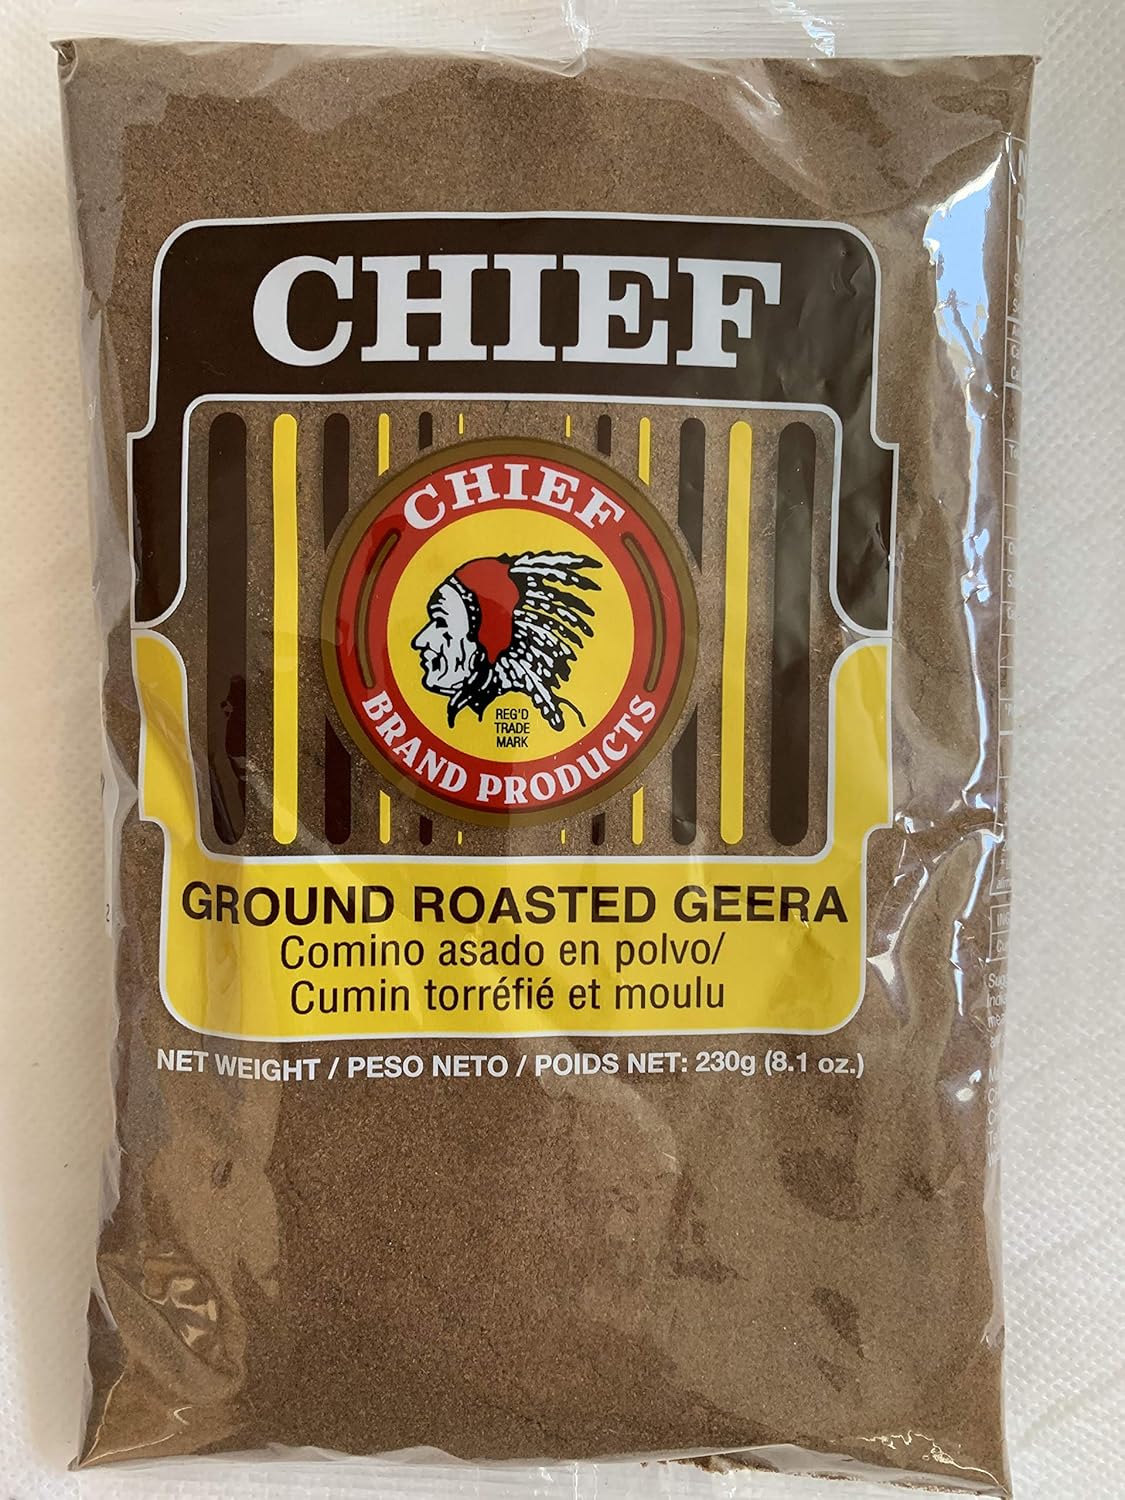 CHIEF
CHIEF
REG'D
TRADE
MARK
BRAND PRODUCTS
GROUND ROASTED GEERA
Comino asado en polvo/
Cumin torréfié et moulu
NET WEIGHT / PESO NETO / POIDS NET: 230g (8.1 oz.)